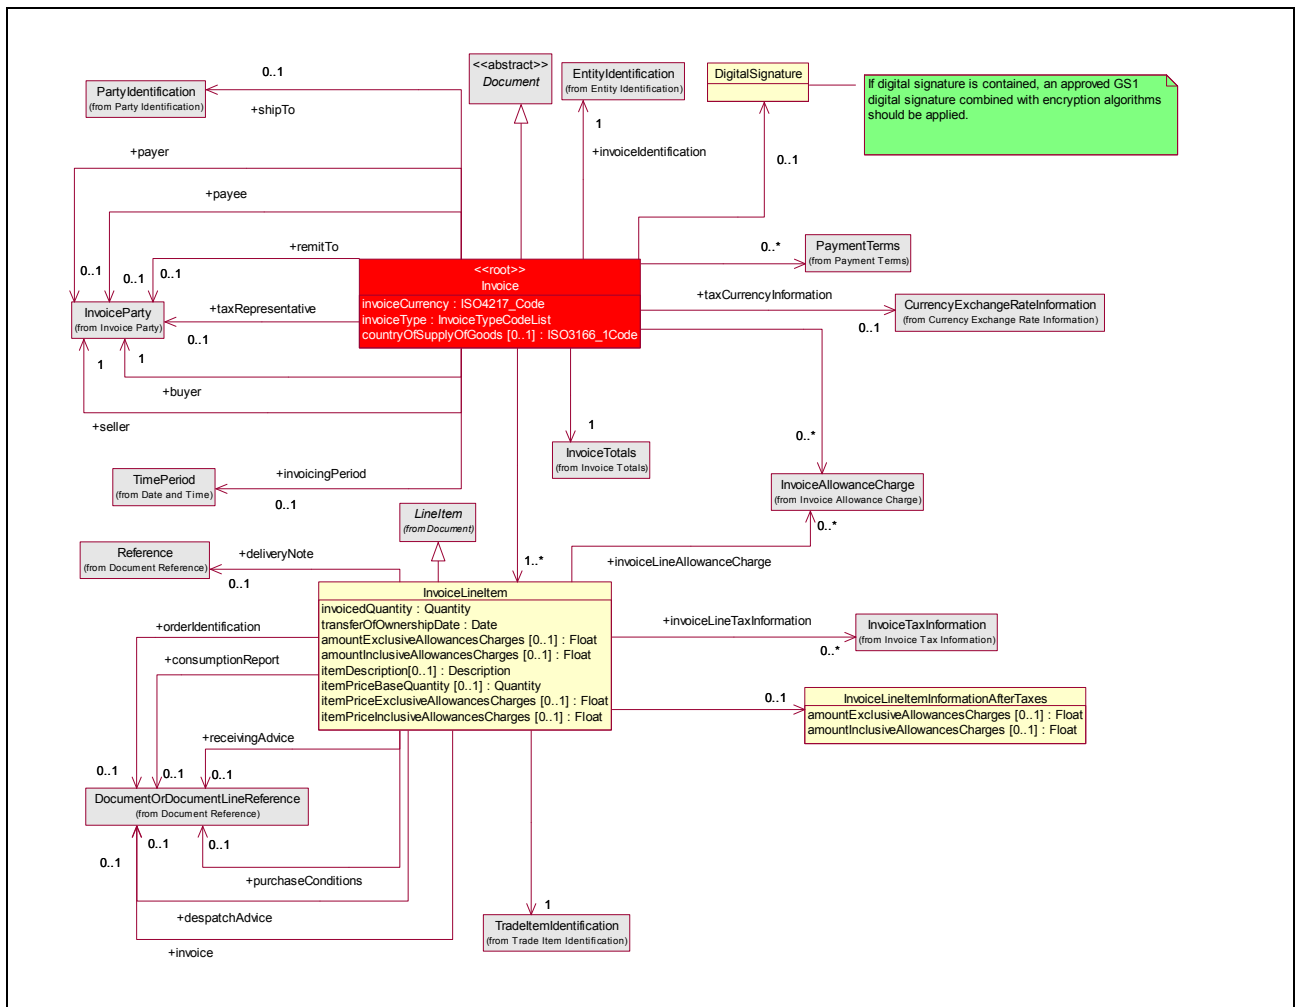 <<abstract>>
Document
EntityIdentification
(from Entity Identification)
DigitalSignature
If digital signature is contained, an approved GS1
digital signature combined with encryption algorithms
should be applied.
PartyIdentification
(from Party Identification)
0..1
+shipTo
1
+invoiceIdentification
0..1
+payer
+payee
+remitTo
0..1
0..1
0..1
<<root>>
Invoice
invoiceCurrency : ISO4217_Code
invoiceType : InvoiceTypeCodeList
countryOfSupplyOfGoods [0..1] : ISO3166_1Code
0..*
PaymentTerms
(from Payment Terms)
+taxCurrencyInformation
0..1
CurrencyExchangeRateInformation
(from Currency Exchange Rate Information)
InvoiceParty
(from Invoice Party)
+taxRepresentative
0..1
1
1
+buyer
+seller
1
InvoiceTotals
(from Invoice Totals)
0..*
InvoiceAllowanceCharge
(from Invoice Allowance Charge)
0..*
TimePeriod
(from Date and Time)
+invoicingPeriod
0..1
LineItem
(from Document)
Reference
(from Document Reference)
+deliveryNote
0..1
1..*
+invoiceLineAllowanceCharge
InvoiceLineItem
invoicedQuantity : Quantity
transferOfOwnershipDate : Date
amountExclusiveAllowancesCharges [0..1] : Float
amountInclusiveAllowancesCharges [0..1] : Float
itemDescription[0..1] : Description
itemPriceBaseQuantity [0..1] : Quantity
itemPriceExclusiveAllowancesCharges [0..1] : Float
itemPriceInclusiveAllowancesCharges [0..1] : Float
+invoiceLineTaxInformation
0..*
InvoiceTaxInformation
(from Invoice Tax Information)
0..1
InvoiceLineItemInformationAfterTaxes
amountExclusiveAllowancesCharges [0..1] : Float
amountInclusiveAllowancesCharges [0..1] : Float
+orderIdentification
+consumptionReport
+receivingAdvice
0..1
0..1
0..1
DocumentOrDocumentLineReference
(from Document Reference)
0..1
0..1
0..1
+purchaseConditions
+despatchAdvice
+invoice
1
TradeItemIdentification
(from Trade Item Identification)